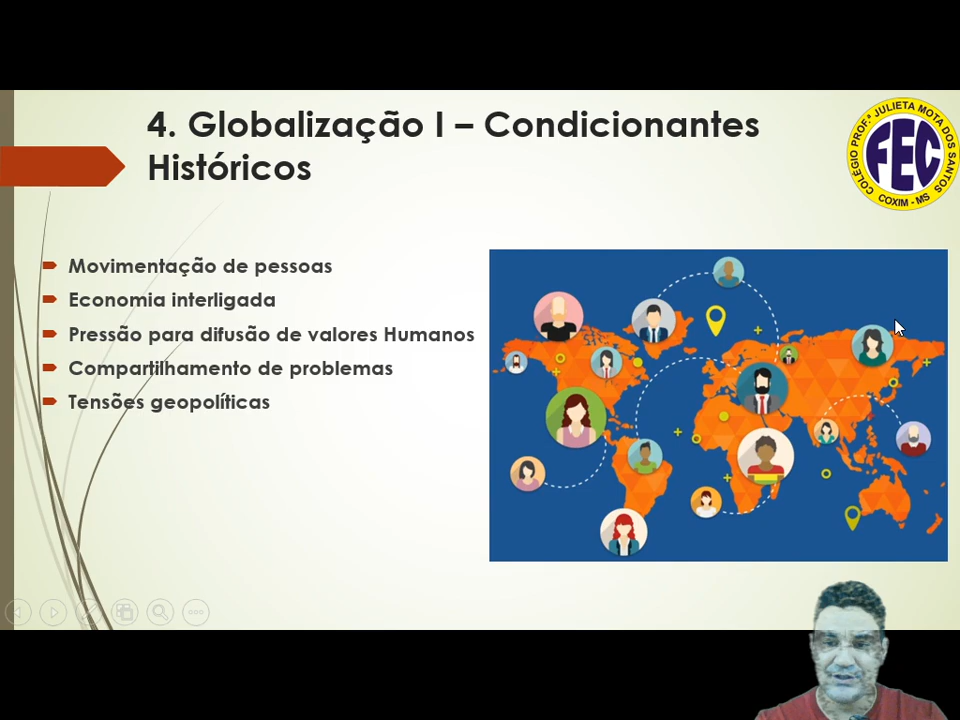 4. Globalização I – Condicionantes
Históricos
COLÉGIO PROF.ª JULIETA MOTA DOS SANTOS
FEC
COXIM - MS
Movimentação de pessoas
Economia interligada
Pressão para difusão de valores Humanos
Compartilhamento de problemas
Tensões geopolíticas